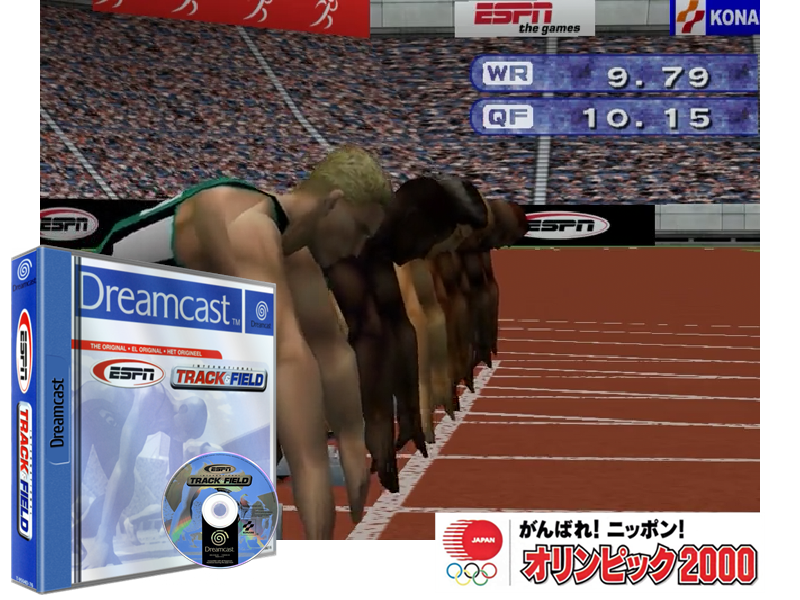 ESPN
the games
KONA
WR 9.79
QF 10.15
ESPN
ESPN
Dreamcast™
Dreamcast
THE ORIGINAL • EL ORIGINAL • HET ORIGINEEL
ESPN
INTERNATIONAL
TRACK & FIELD
ESPN
TRACK & FIELD
Dreamcast
ESPN
TRACK & FIELD
Dreamcast
JAPAN
がんばれ!ニッポン!
オリンピック2000